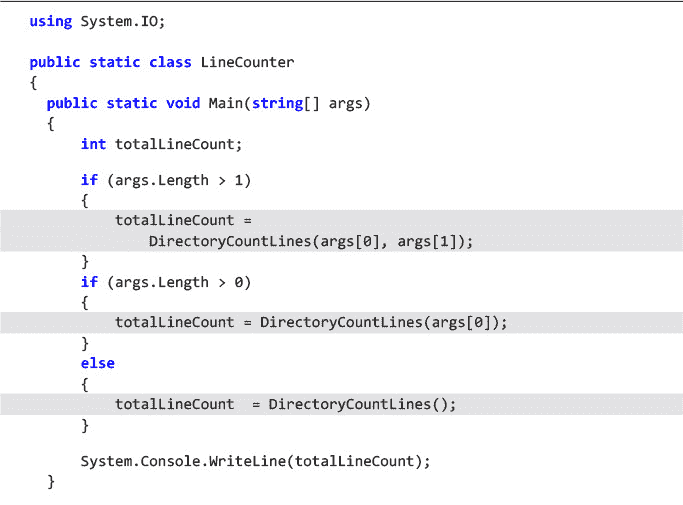 using System.IO;
public static class LineCounter
{
public static void Main(string[] args)
{
int totalLineCount;
if (args.Length > 1)
{
totalLineCount =
DirectoryCountLines(args[0], args[1]);
}
if (args.Length > 0)
{
totalLineCount = DirectoryCountLines(args[0]);
}
else
{
totalLineCount  = DirectoryCountLines();
}
System.Console.WriteLine(totalLineCount);
}